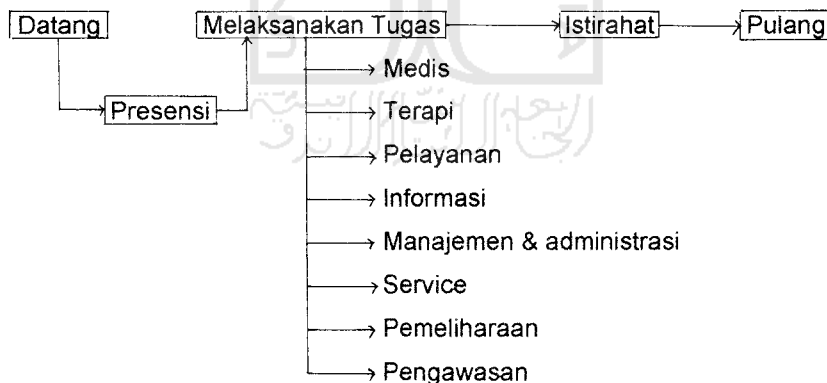 Datang Melaksanakan Tugas Istirahat Pulang
Medis
Presensi Terapi
Pelayanan
Informasi
Manajemen & administrasi
Service
Pemeliharaan
Pengawasan